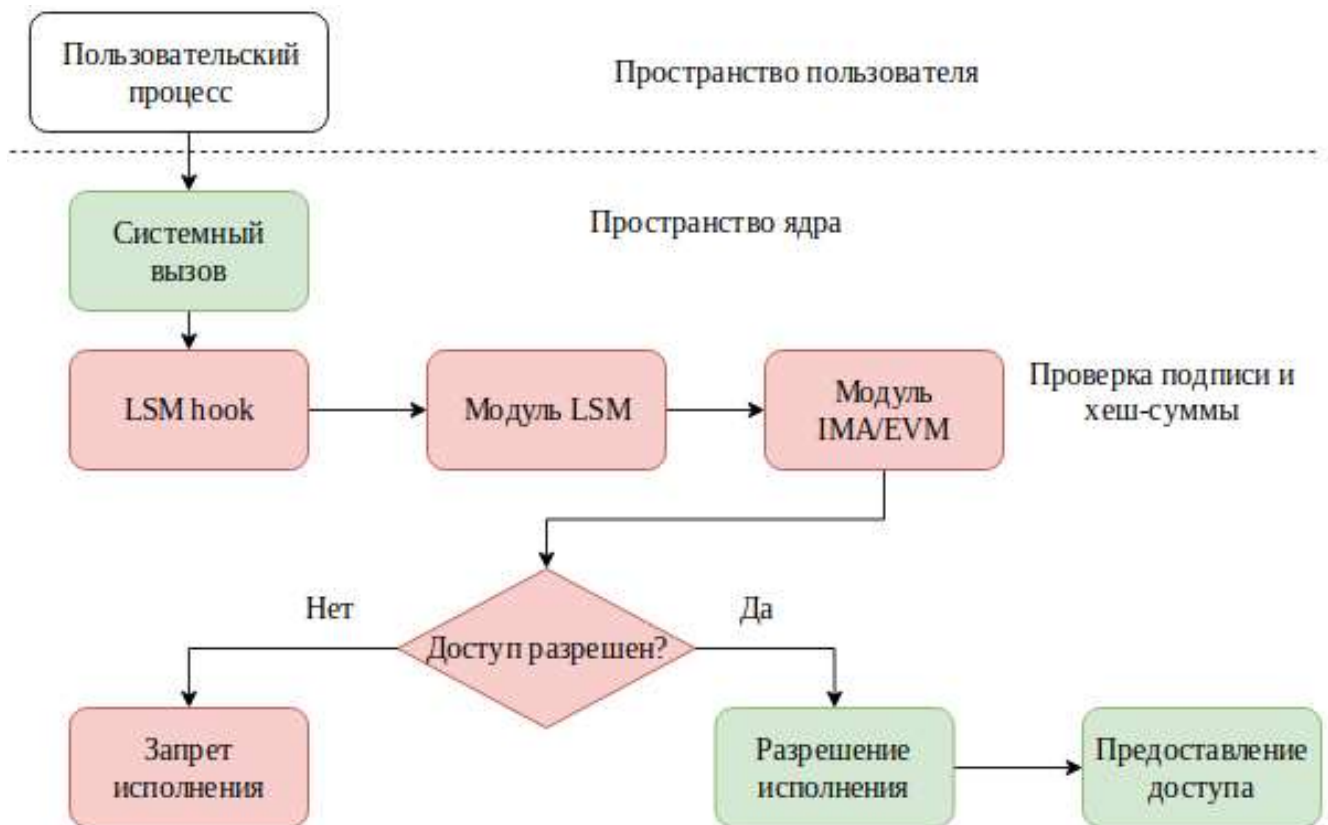 Пользовательский
процесс
Пространство пользователя
Системный
вызов
Пространство ядра
LSM hook
Модуль LSM
Модуль
IMA/EVM
Проверка подписи и
хеш-суммы
Нет
Да
Доступ разрешен?
Запрет
исполнения
Разрешение
исполнения
Предоставление
доступа